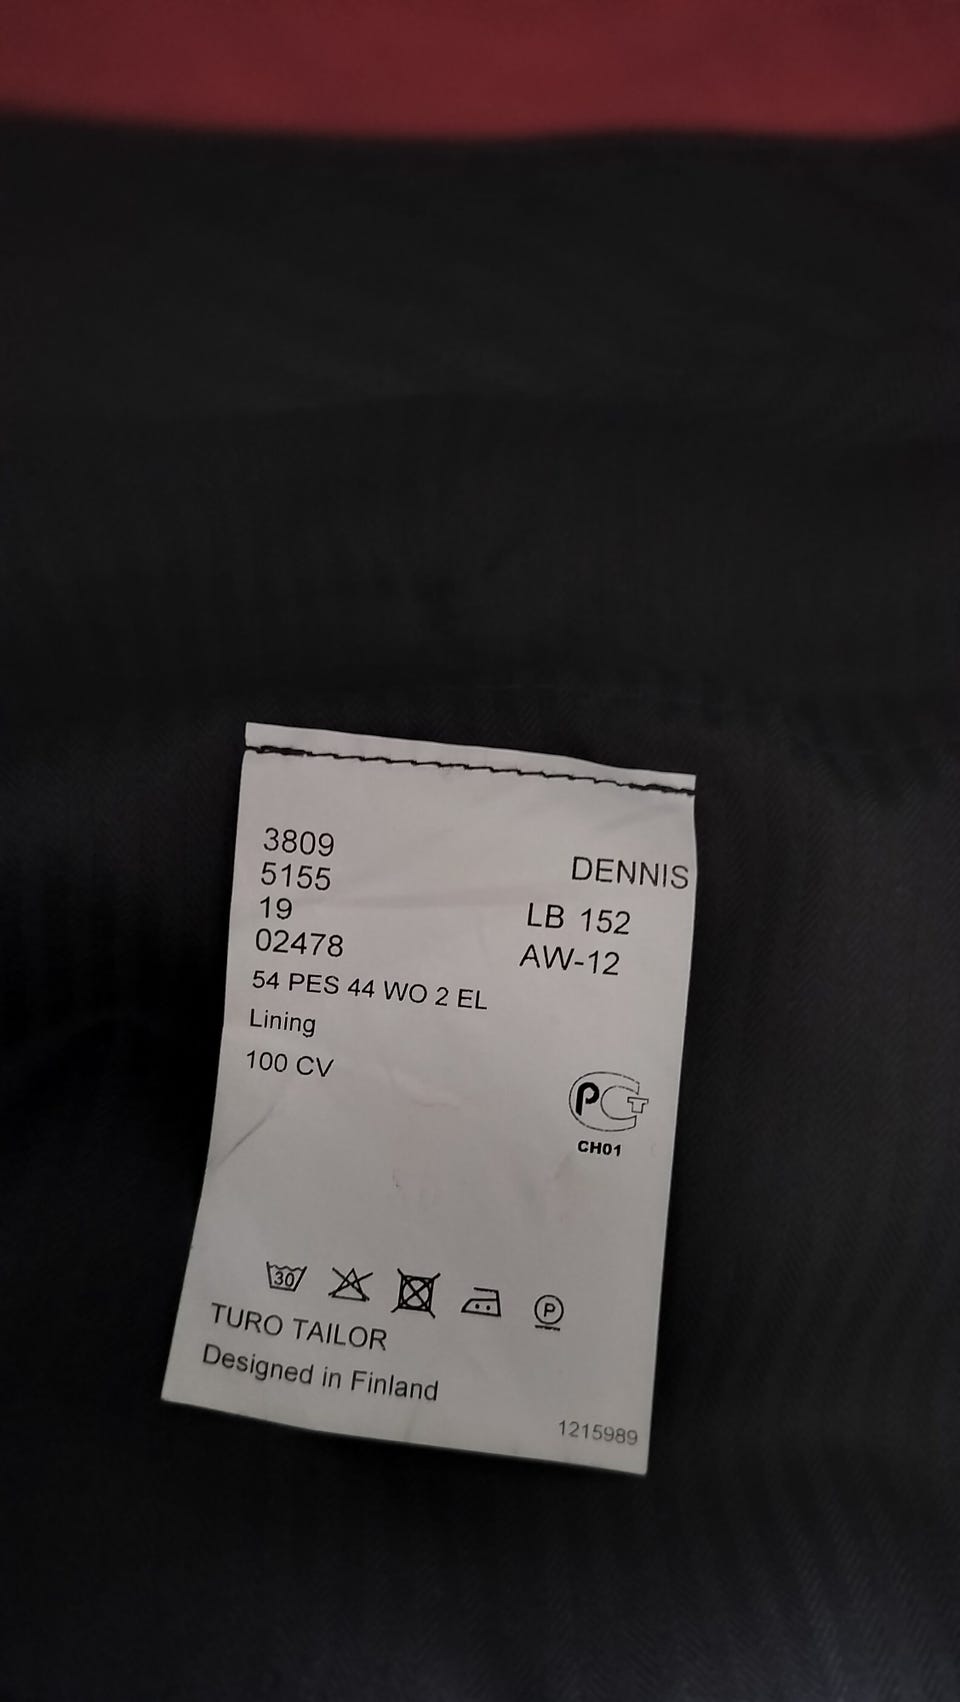 3809
DENNIS
5155
LB 152
19
AW-12
02478
54 PES 44 WO 2 EL
Lining
100 CV
PCT
CH01
30
P
TURO TAILOR
Designed in Finland
1215989